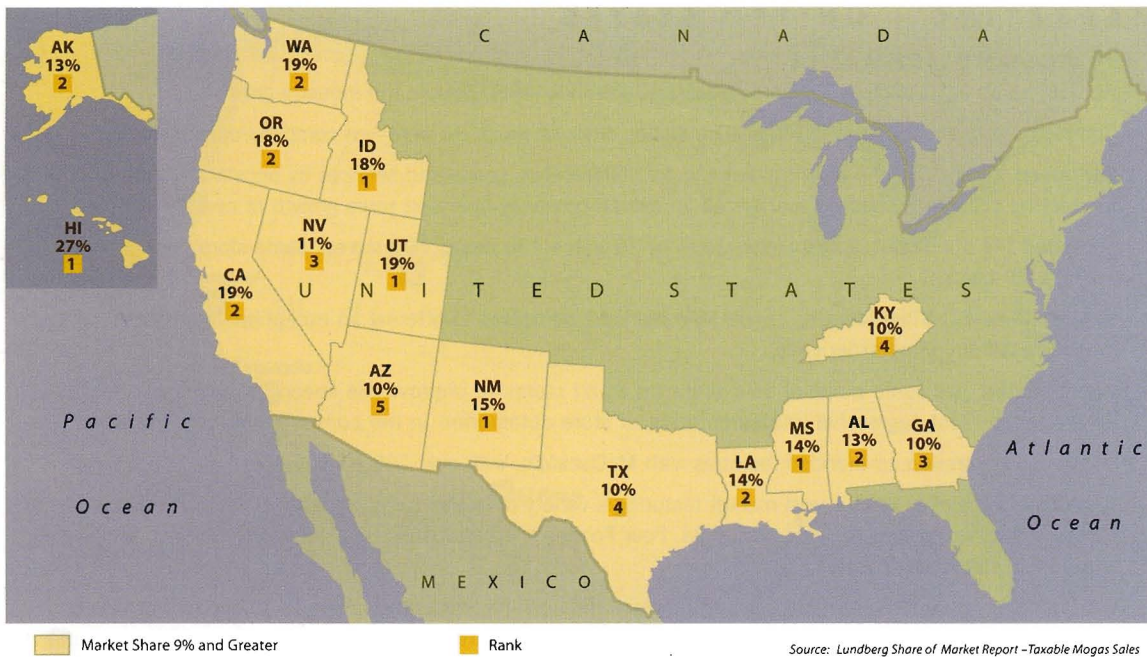 C A N A D A
AK
13%
2
WA
19%
2
OR
18%
2
ID
18%
1
HI
27%
1
NV
11%
3
UT
19%
1
CA
19%
2
U N I T E D S T A T E S
KY
10%
4
AZ
10%
5
NM
15%
1
Pacific
Ocean
MS
14%
1
AL
13%
2
GA
10%
3
Atlantic
Ocean
TX
10%
4
LA
14%
2
M E X I C O
Market Share 9% and Greater
Rank
Source: Lundberg Share of Market Report – Taxable Mogas Sales